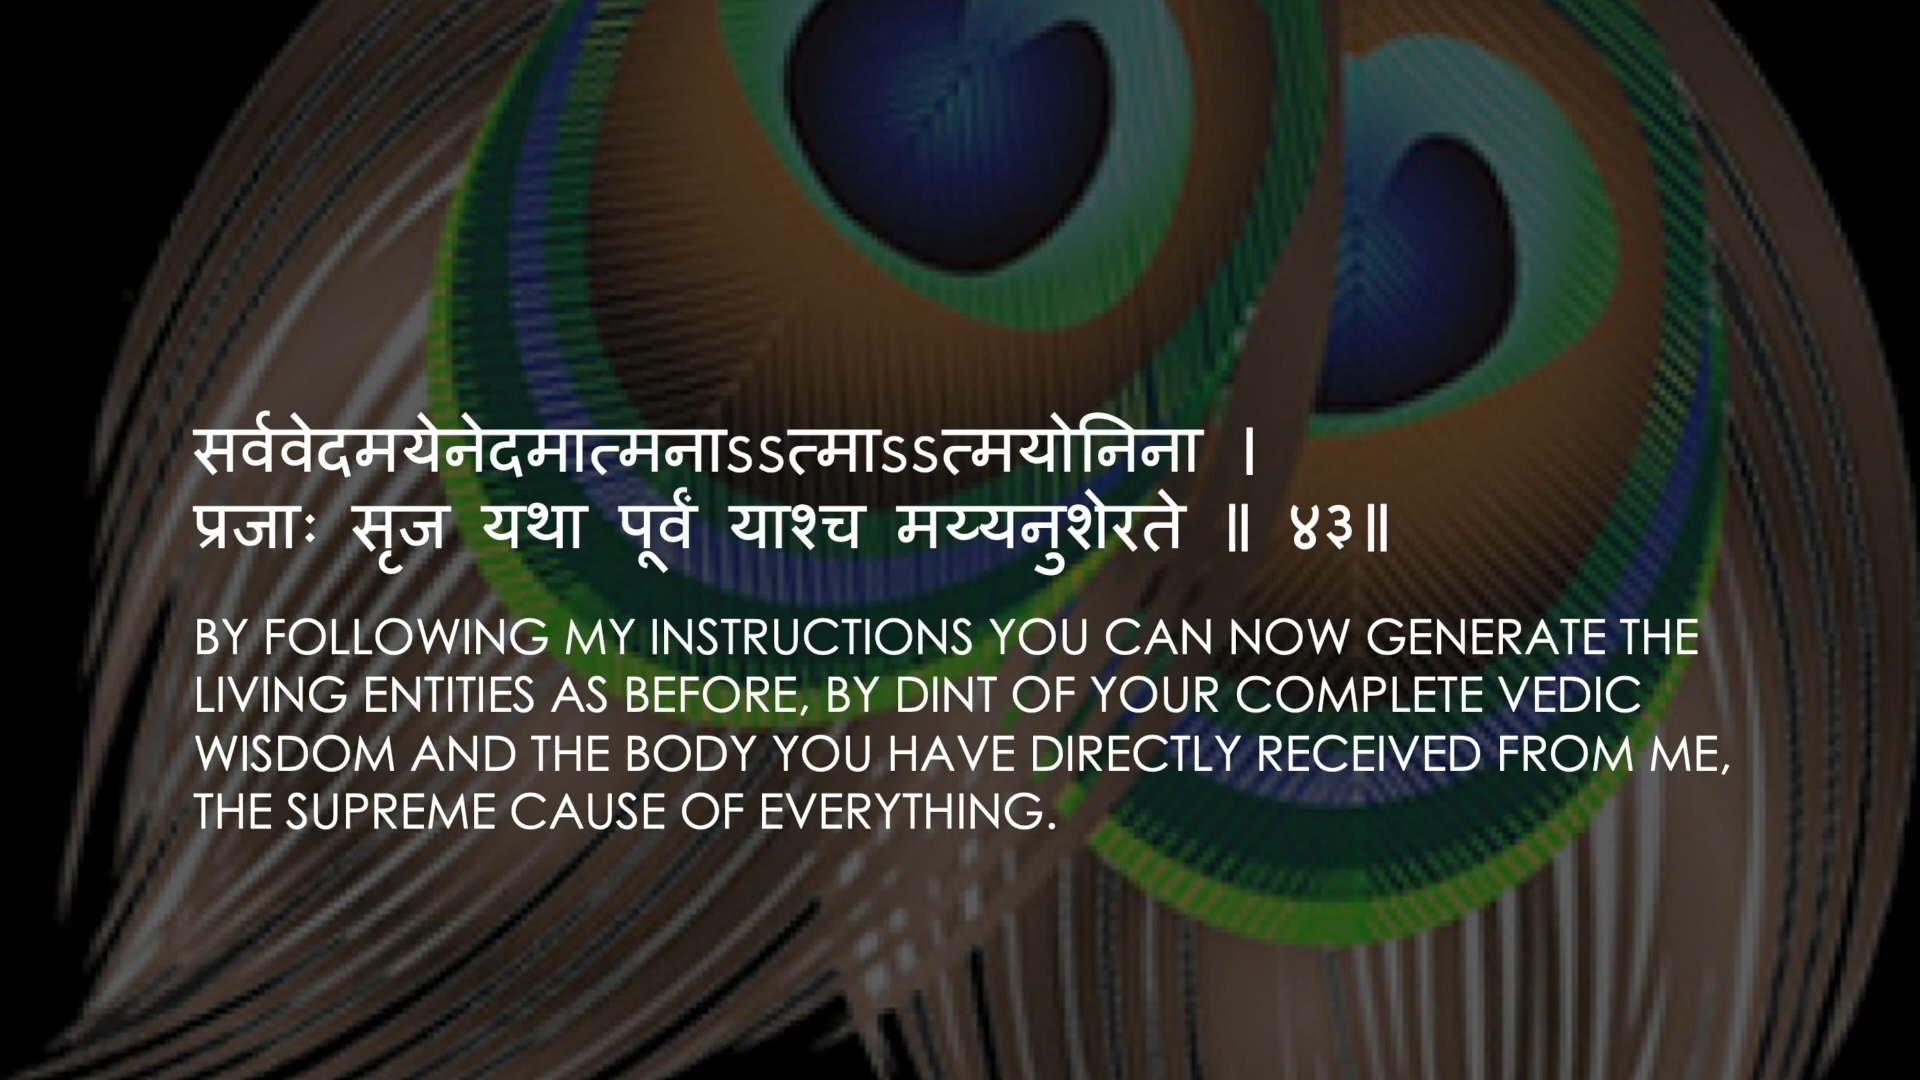 सर्ववेदमयेनेदमात्मनाऽऽत्माऽऽत्मयोनिना ।
प्रजाः सृज यथा पूर्वं याश्च मय्यनुशेरते ॥ ४३॥
BY FOLLOWING MY INSTRUCTIONS YOU CAN NOW GENERATE THE
LIVING ENTITIES AS BEFORE, BY DINT OF YOUR COMPLETE VEDIC
WISDOM AND THE BODY YOU HAVE DIRECTLY RECEIVED FROM ME,
THE SUPREME CAUSE OF EVERYTHING.